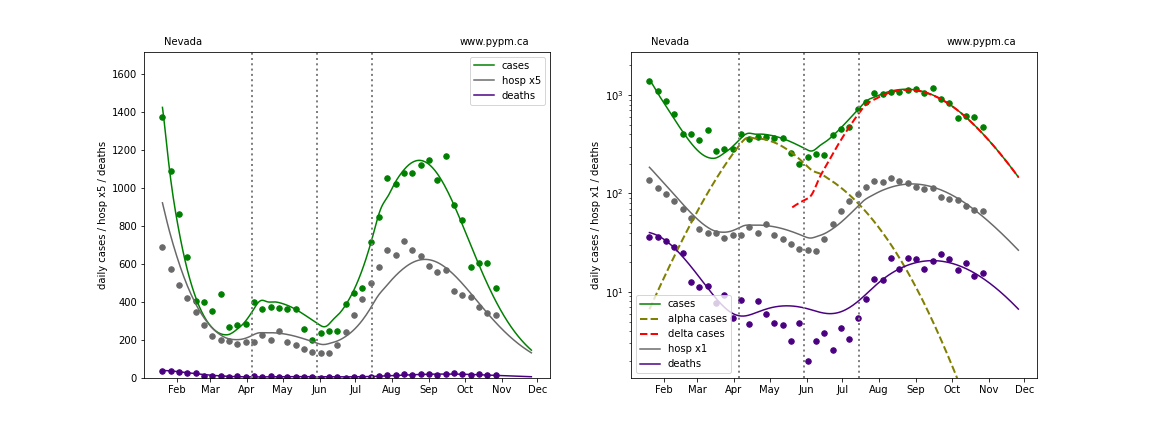 Nevada www.pypm.ca
daily cases / hosp x5 / deaths
1600
1400
1200
1000
800
600
400
200
0
cases
hosp x5
deaths
Feb Mar Apr May Jun Jul Aug Sep Oct Nov Dec
Nevada www.pypm.ca
daily cases / hosp x1 / deaths
10³
10²
10¹
cases
alpha cases
delta cases
hosp x1
deaths
Feb Mar Apr May Jun Jul Aug Sep Oct Nov Dec